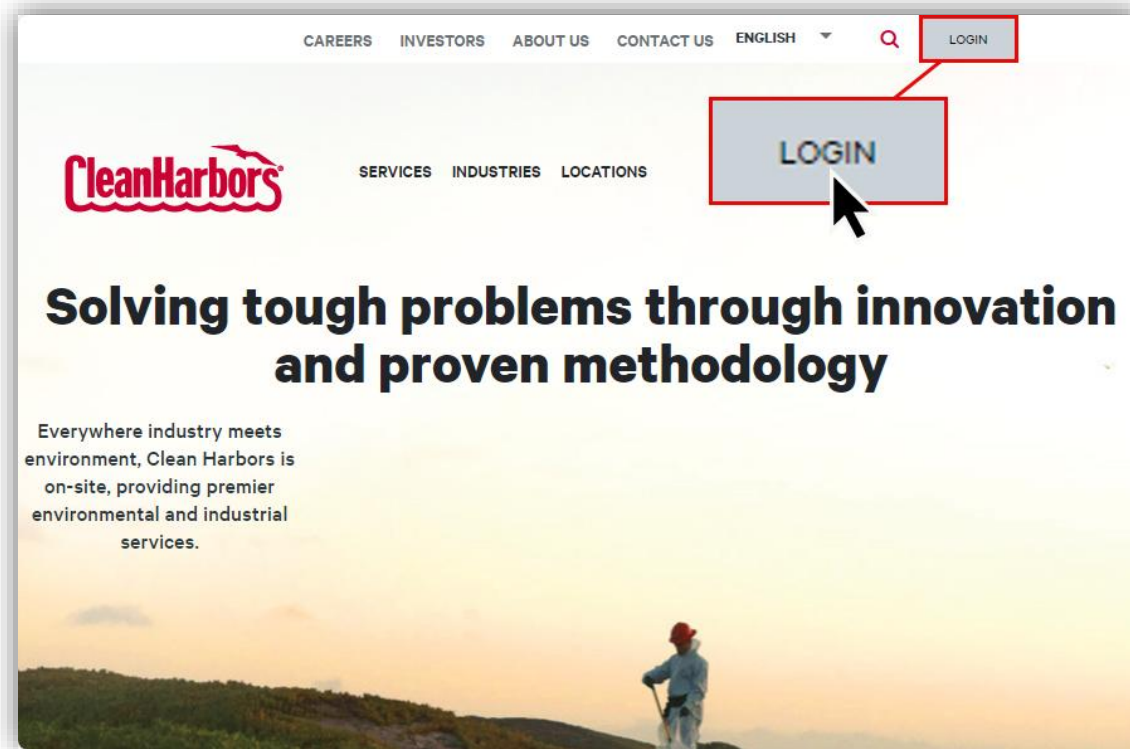 CAREERS INVESTORS ABOUT US CONTACT US ENGLISH LOGIN
LOGIN
CleanHarbors®
SERVICES INDUSTRIES LOCATIONS
Solving tough problems through innovation
and proven methodology
Everywhere industry meets
environment, Clean Harbors is
on-site, providing premier
environmental and industrial
services.